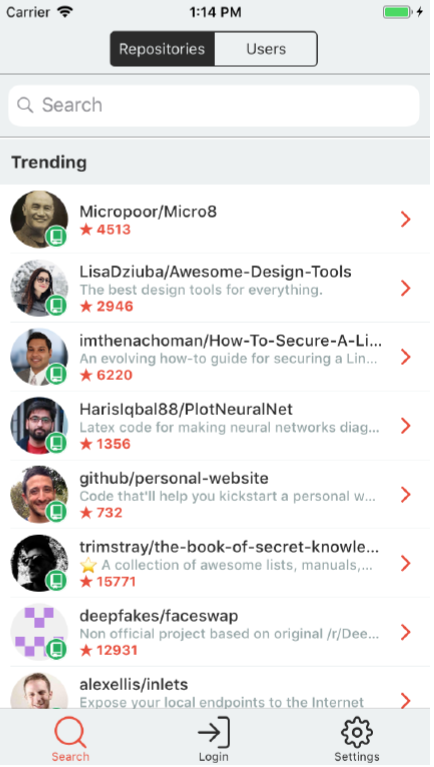 Carrier 1:14 PM
Repositories Users
Search
Trending
Micropoor/Micro8
★ 4513
LisaDziuba/Awesome-Design-Tools
The best design tools for everything.
★ 2946
imthenachoman/How-To-Secure-A-Li...
An evolving how-to guide for securing a Lin...
★ 6220
HarisIqbal88/PlotNeuralNet
Latex code for making neural networks diag...
★ 1356
github/personal-website
Code that'll help you kickstart a personal w...
★ 732
trimstray/the-book-of-secret-knowle...
⭐ A collection of awesome lists, manuals,...
★ 15771
deepfakes/faceswap
Non official project based on original /r/Dee...
★ 12931
alexellis/inlets
Expose your local endpoints to the Internet
Search Login Settings